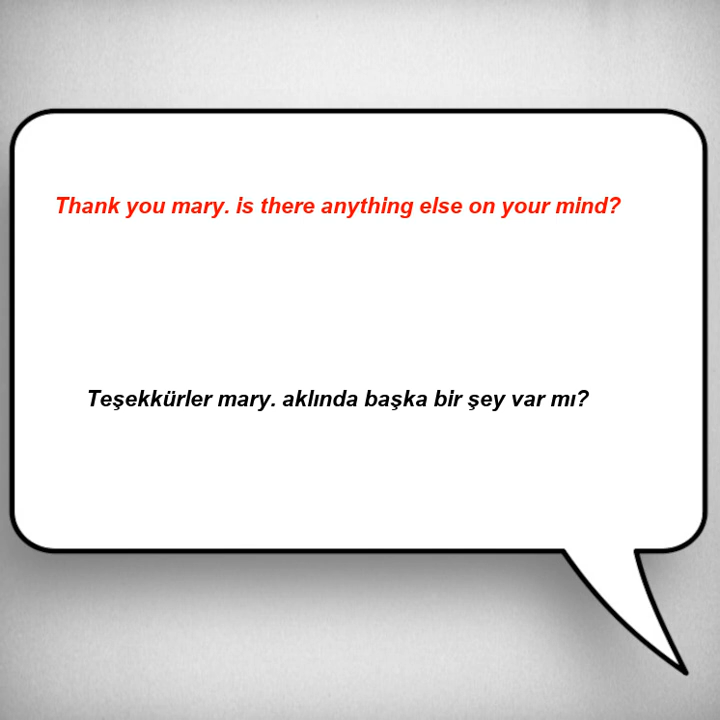 Thank you mary. is there anything else on your mind?
Teşekkürler mary. aklında başka bir şey var mı?